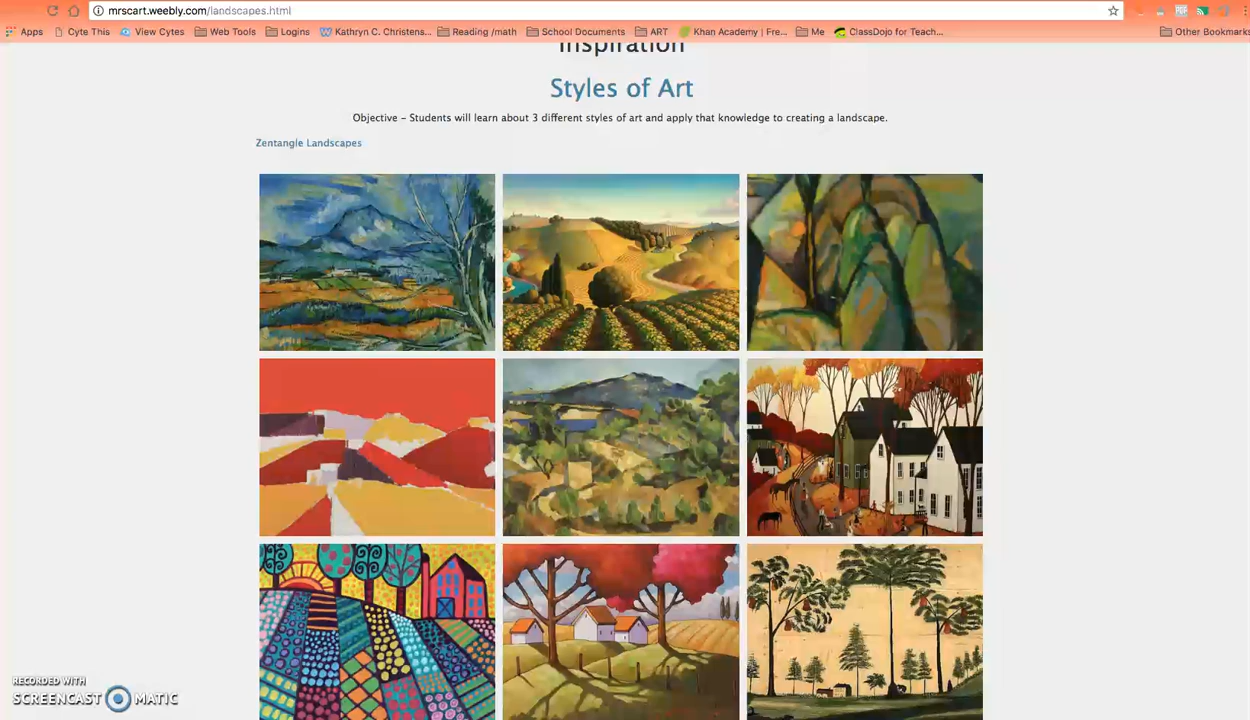 mrscart.weebly.com/landscapes.html
Apps Cyte This View Cytes Web Tools Logins Kathryn C. Christens... Reading /math School Documents ART Khan Academy | Fre... Me ClassDojo for Teach... Other Bookmarks
Inspiration
Styles of Art
Objective - Students will learn about 3 different styles of art and apply that knowledge to creating a landscape.
Zentangle Landscapes
RECORDED WITH
SCREENCAST MATIC